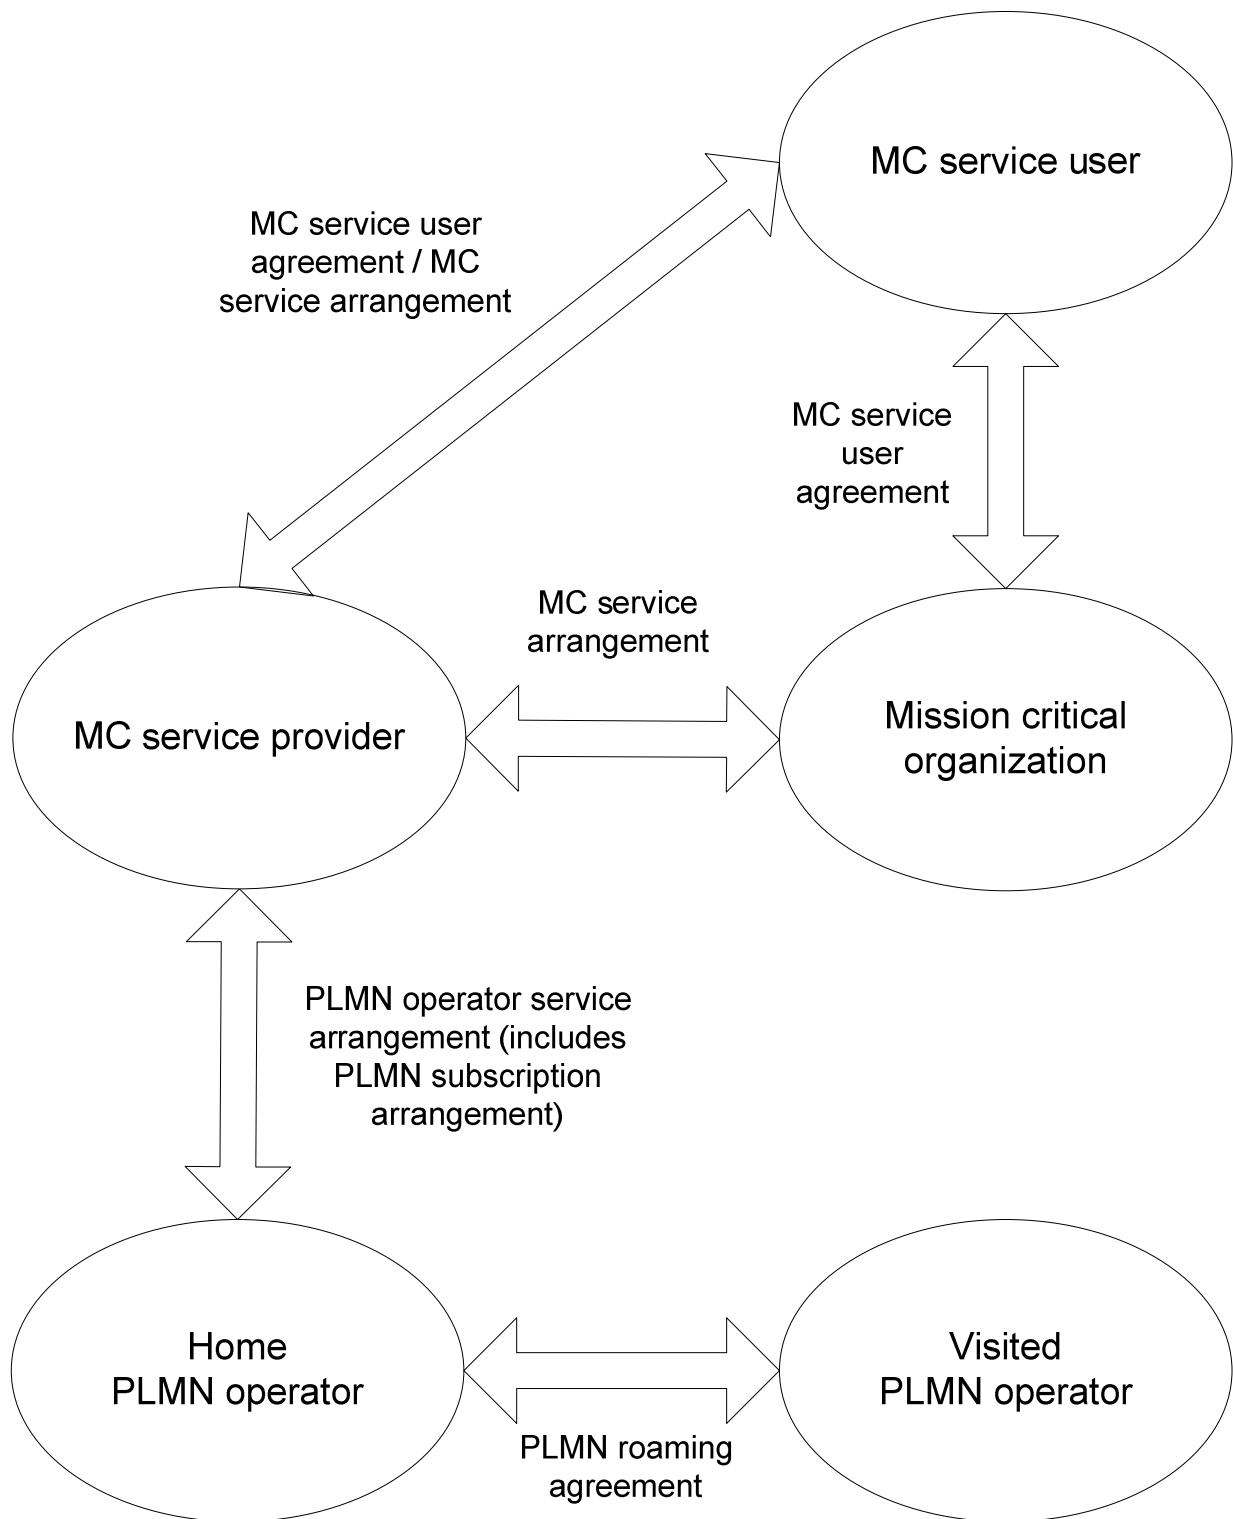 MC service user
MC service user
agreement / MC
service arrangement
MC service
user
agreement
MC service
arrangement
MC service provider
Mission critical
organization
PLMN operator service
arrangement (includes
PLMN subscription
arrangement)
Home
PLMN operator
Visited
PLMN operator
PLMN roaming
agreement